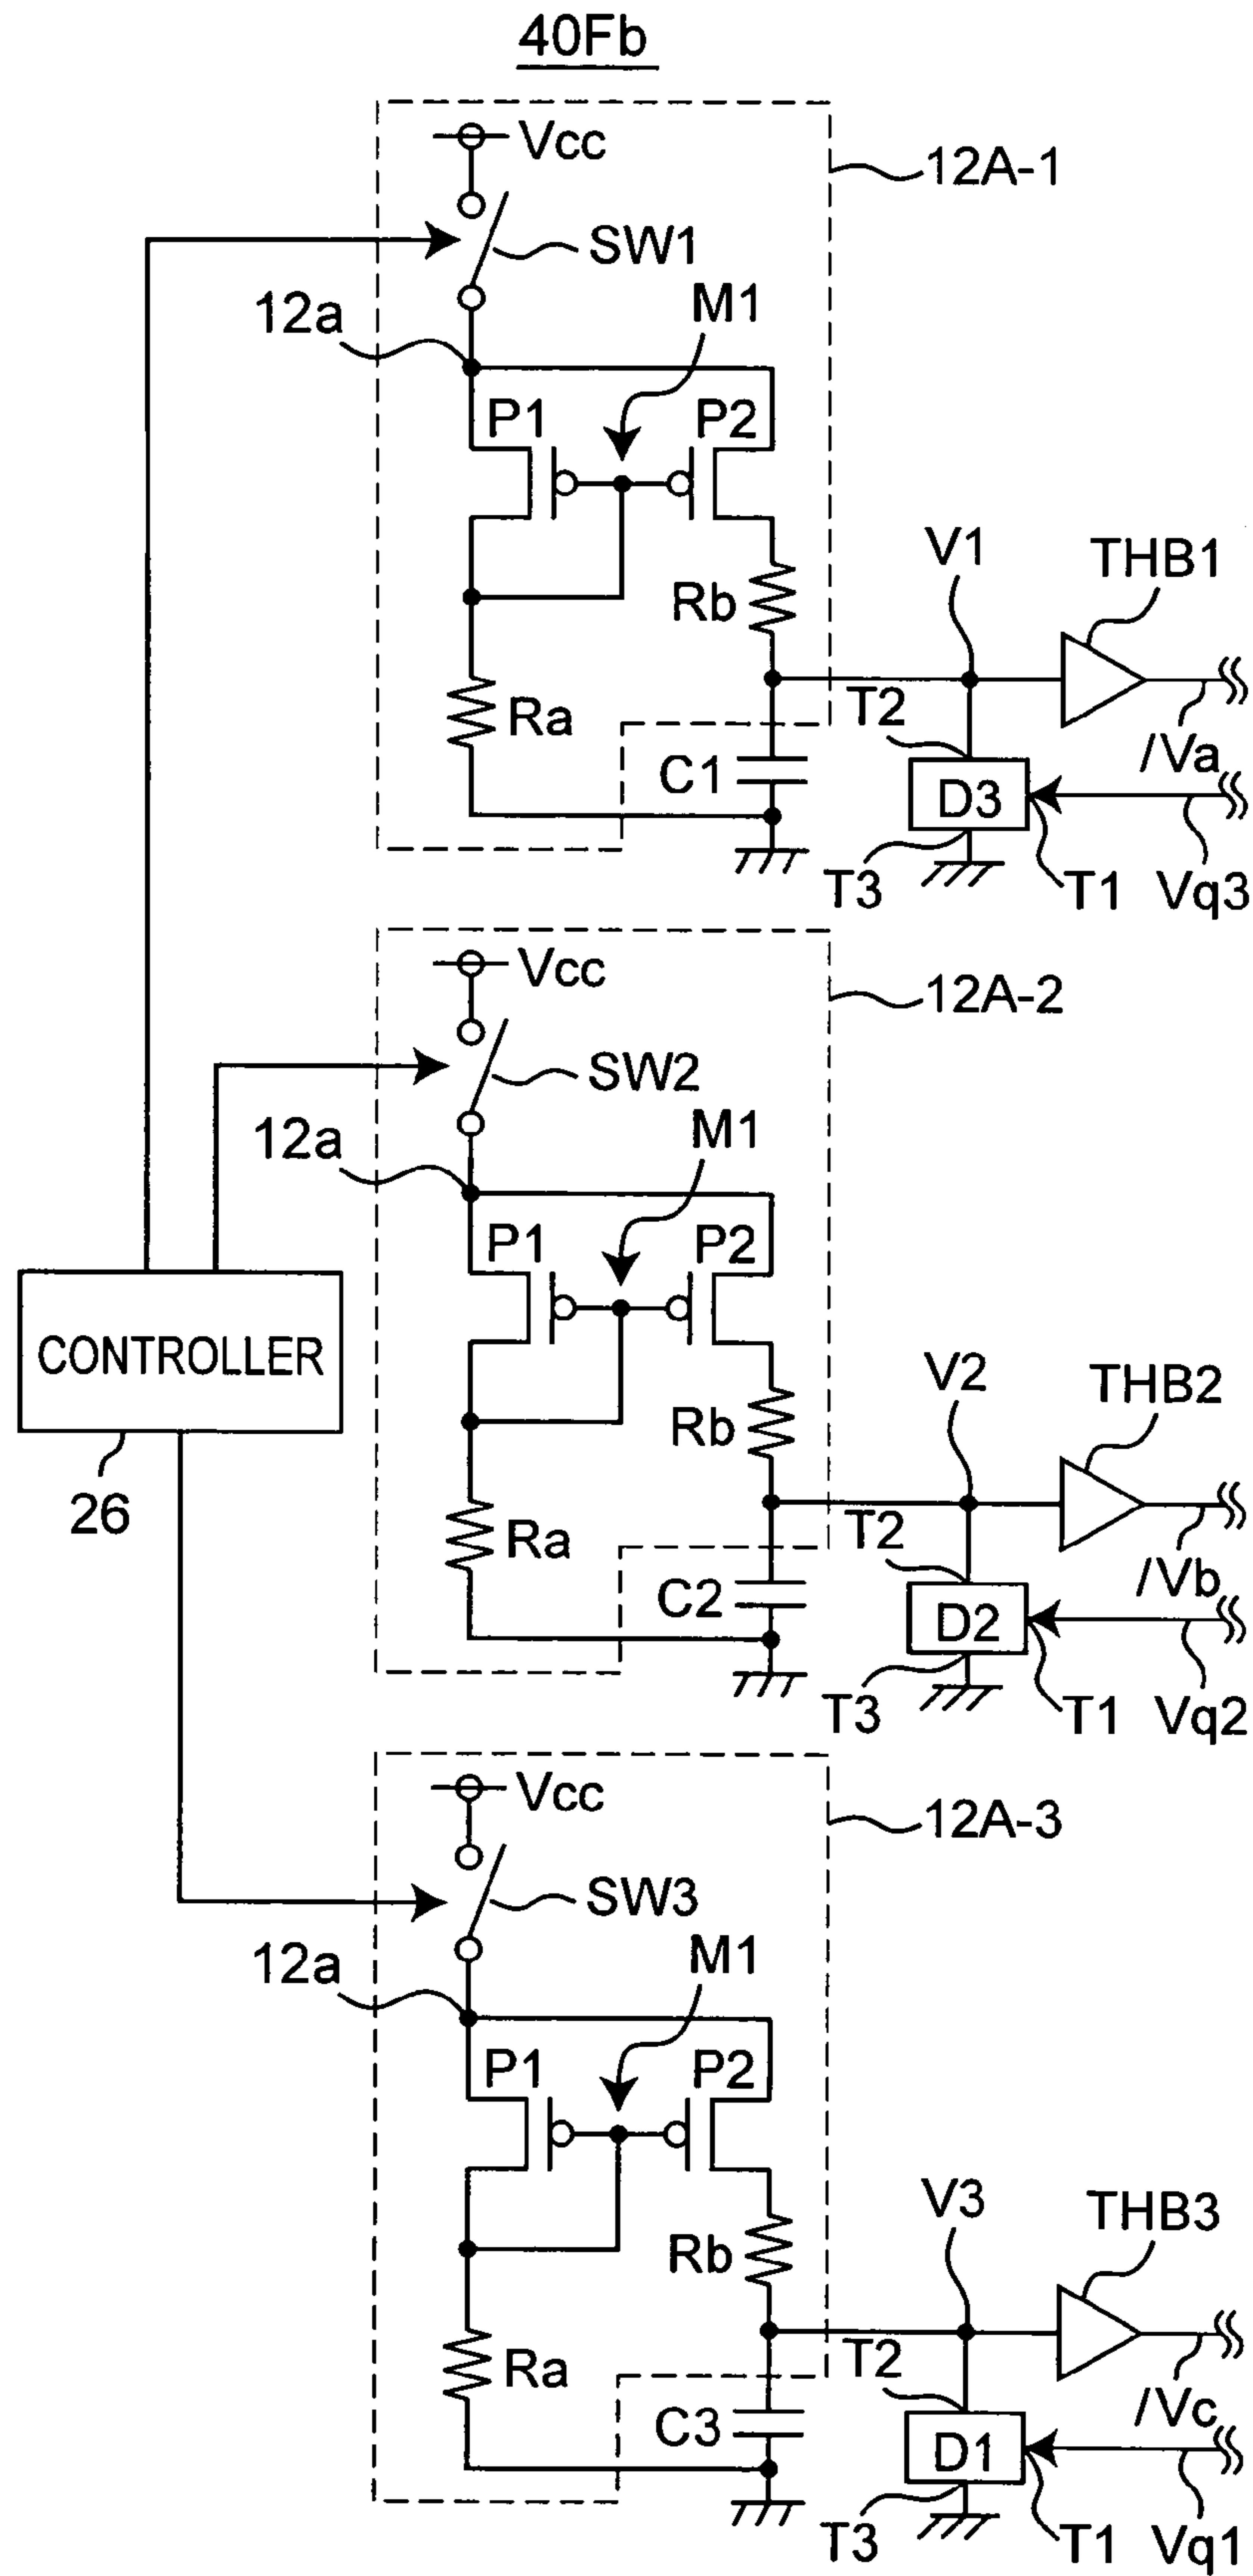 40Fb
Vcc
12A-1
SW1
12a
M1
P1
P2
V1
THB1
Rb
Ra
T2
C1
D3
/Va
T3
T1
Vq3
Vcc
12A-2
SW2
12a
M1
P1
P2
CONTROLLER
26
V2
THB2
Rb
Ra
T2
C2
D2
/Vb
T3
T1
Vq2
Vcc
12A-3
SW3
12a
M1
P1
P2
V3
THB3
Rb
Ra
T2
C3
D1
/Vc
T3
T1
Vq1